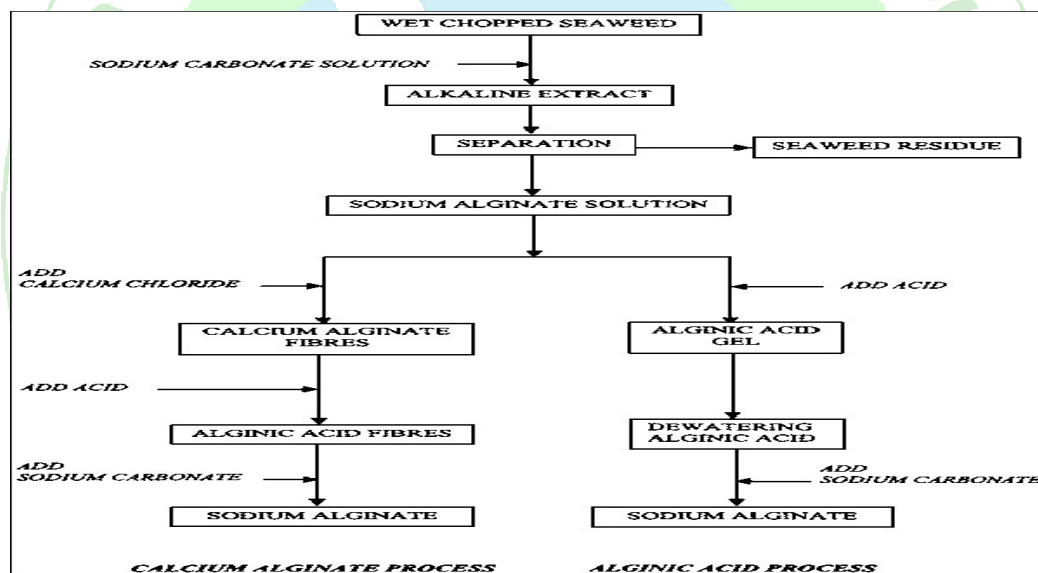 WET CHOPPED SEAWEED
SODIUM CARBONATE SOLUTION
ALKALINE EXTRACT
SEPARATION
SEAWEED RESIDUE
SODIUM ALGINATE SOLUTION
ADD
CALCIUM CHLORIDE
ADD ACID
CALCIUM ALGINATE
FIBRES
ALGINIC ACID
GEL
ADD ACID
ALGINIC ACID FIBRES
DEWATERING
ALGINIC ACID
ADD
SODIUM CARBONATE
ADD
SODIUM CARBONATE
SODIUM ALGINATE
SODIUM ALGINATE
CALCIUM ALGINATE PROCESS
ALGINIC ACID PROCESS